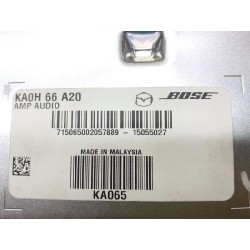 KA0H 66 A20
AMP AUDIO
BOSE
715065002057889 - 15055027
MADE IN MALAYSIA
KA065